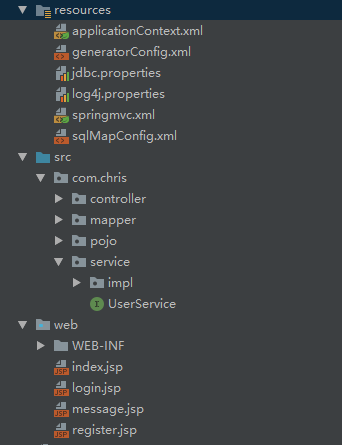 resources
applicationContext.xml
generatorConfig.xml
jdbc.properties
log4j.properties
springmvc.xml
sqlMapConfig.xml
src
com.chris
controller
mapper
pojo
service
impl
UserService
web
WEB-INF
index.jsp
login.jsp
message.jsp
register.jsp